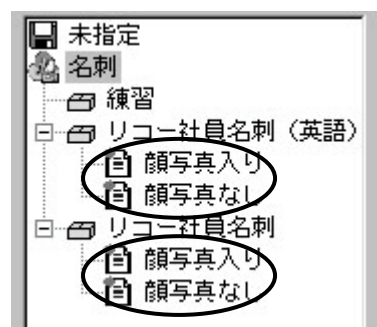 未指定
名刺
練習
リコー社員名刺（英語）
顔写真入り
顔写真なし
リコー社員名刺
顔写真入り
顔写真なし